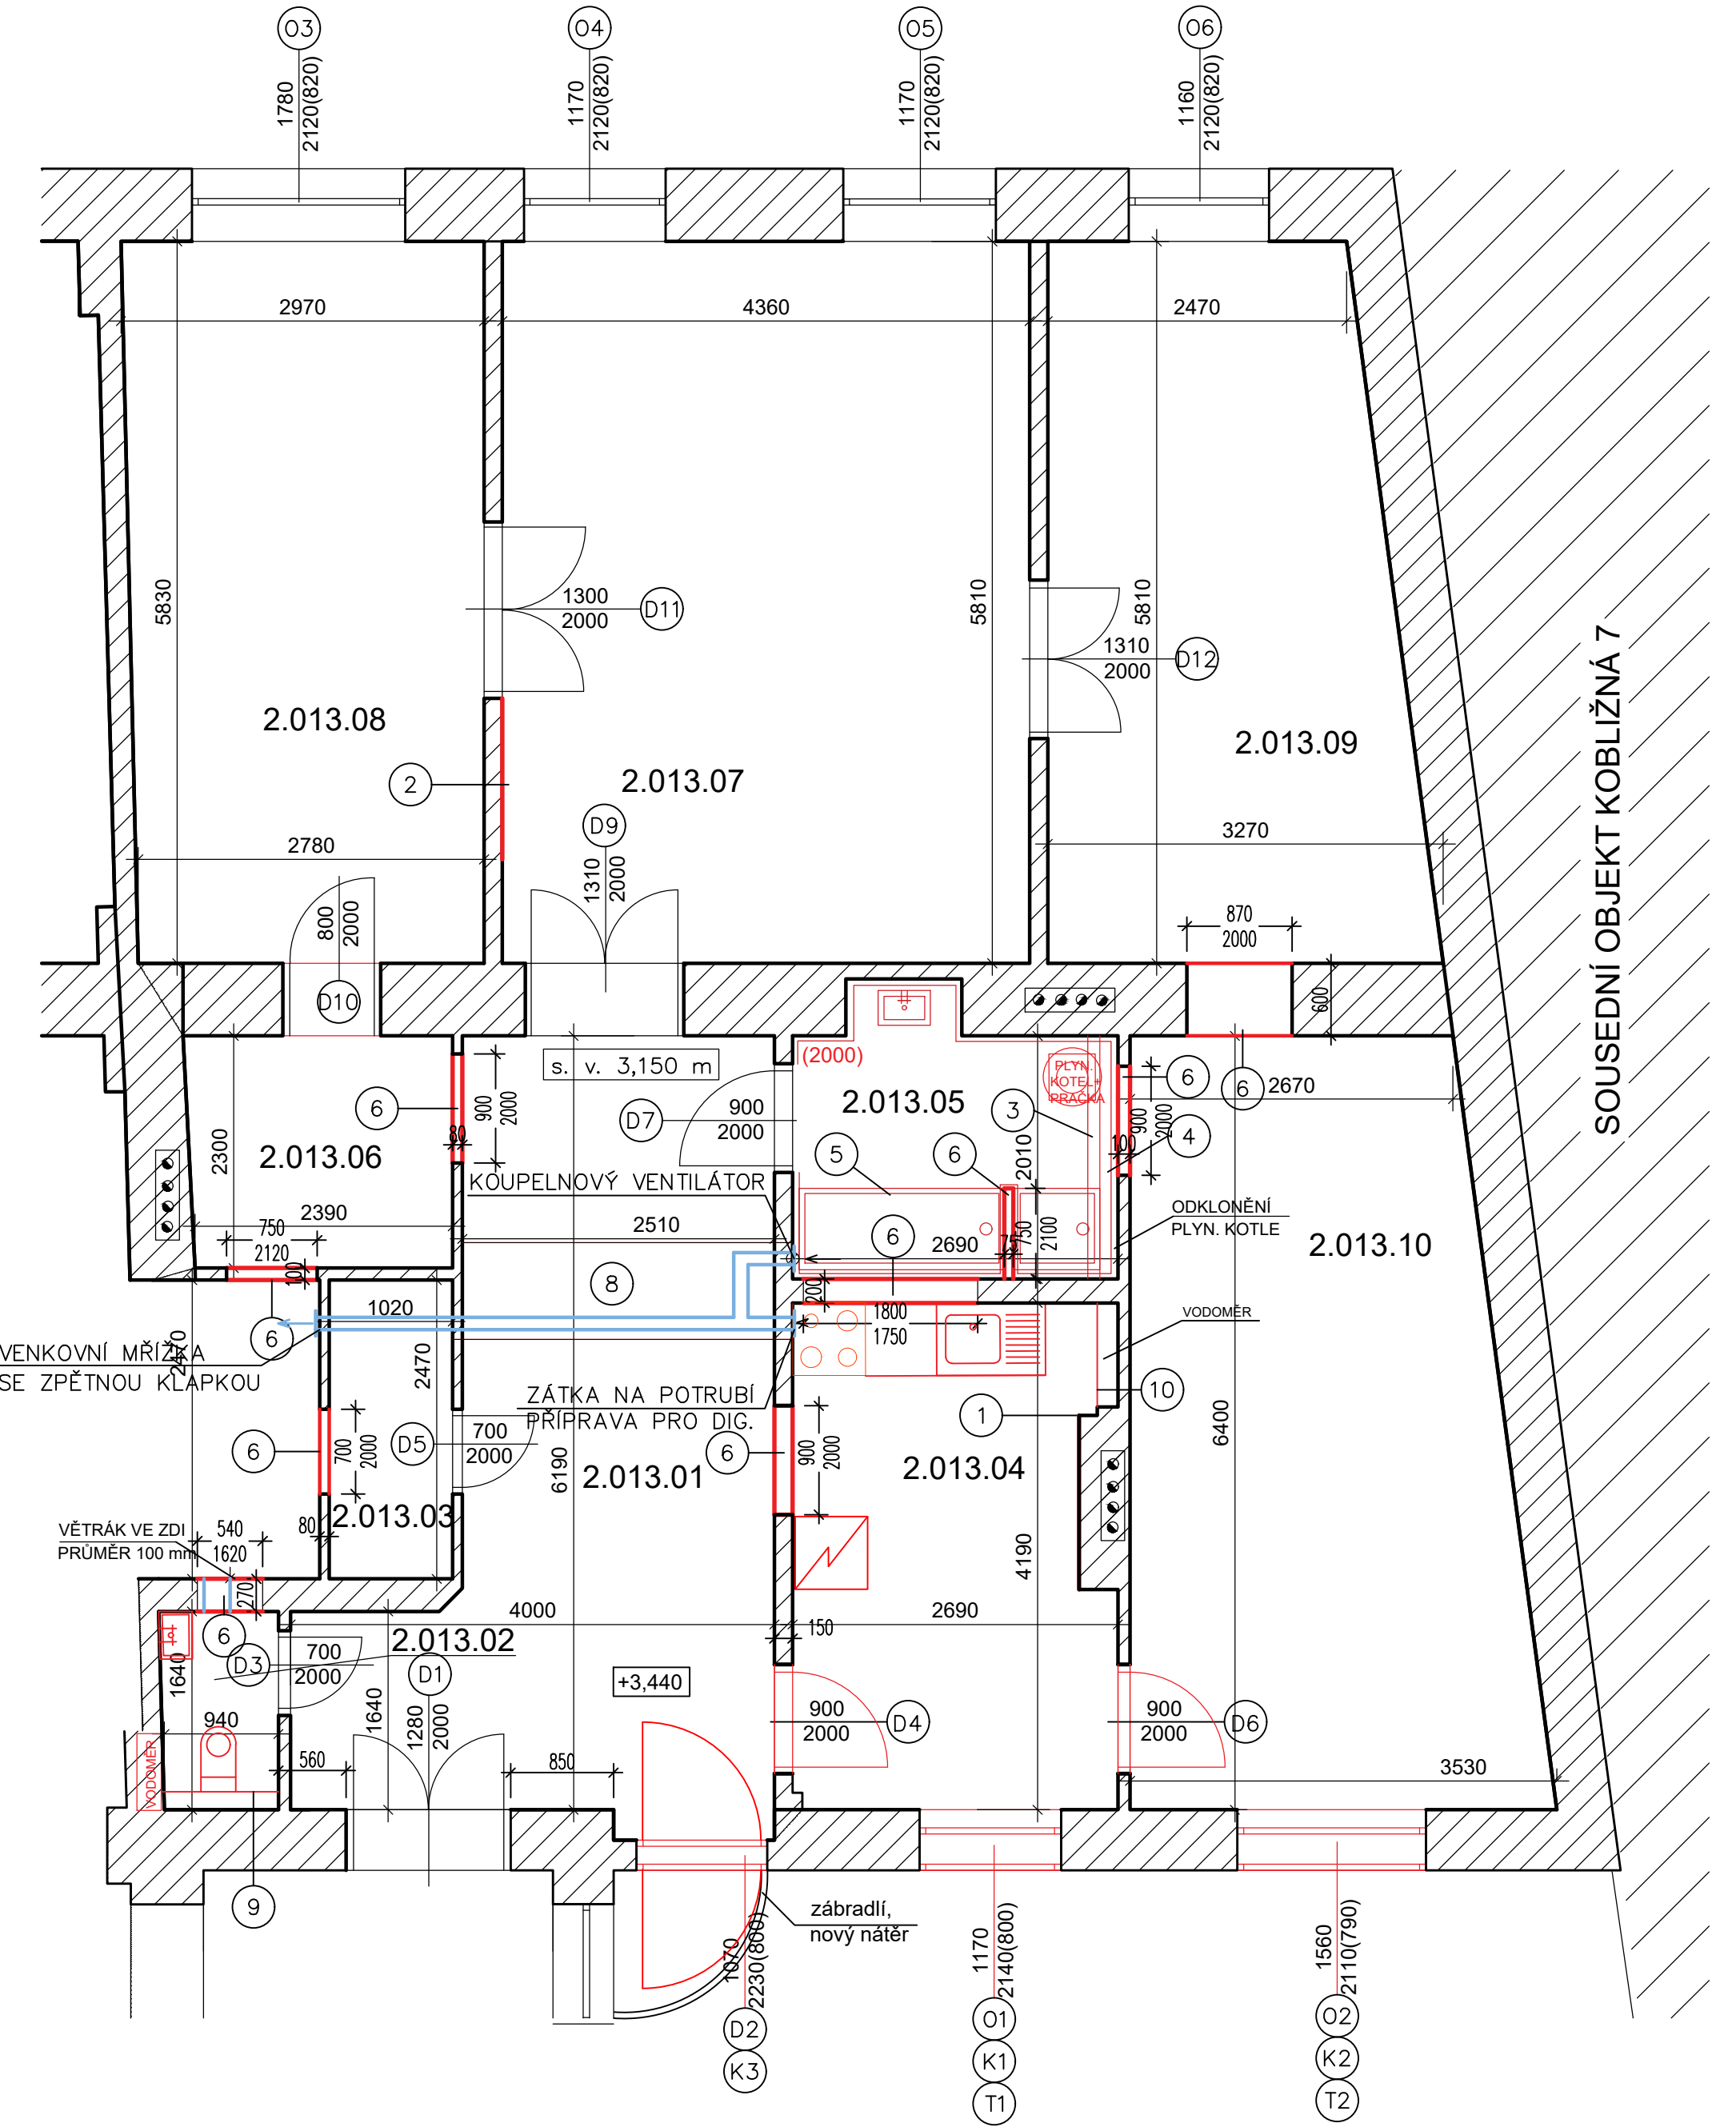 O3
O4
O5
O6
1780
2120(820)
1170
2120(820)
1170
2120(820)
1160
2120(820)
2970
4360
2470
5830
1300
2000
D11
5810
5810
1310
2000
D12
2.013.08
2.013.07
2.013.09
SOUSEDNÍ OBJEKT KOBLIŽNÁ 7
2
D9
2780
1310
2000
3270
800
2000
D10
870
2000
600
s. v. 3,150 m
(2000)
PLYN.
KOTEL+
PRAČKA
2.013.05
6
6
2670
3
4
900
2000
100
6
900
2000
80
D7
900
2000
2300
2.013.06
5
6
2010
KOUPELNOVÝ VENTILÁTOR
ODKLONĚNÍ
PLYN. KOTLE
2390
2510
750
2120
100
6
2690
75
750
2100
2.013.10
8
200
1020
1800
1750
VODOMĚR
6
VENKOVNÍ MŘÍŽKA
SE ZPĚTNOU KLAPKOU
2470
2470
ZÁTKA NA POTRUBÍ
PŘÍPRAVA PRO DIG.
10
1
6400
6
700
2000
D5
700
2000
6190
2.013.01
6
900
2000
2.013.04
VĚTRÁK VE ZDI
PRŮMĚR 100 mm
540
1620
80
2.013.03
270
4190
6
4000
150
2690
2.013.02
D3
700
2000
D1
1640
1640
+3,440
1280
2000
900
2000
D4
900
2000
D6
940
VODOMĚR
560
850
3530
9
zábradlí,
nový nátěr
1070
2230(800)
D2
K3
1170
2140(800)
O1
K1
T1
1560
2110(790)
O2
K2
T2